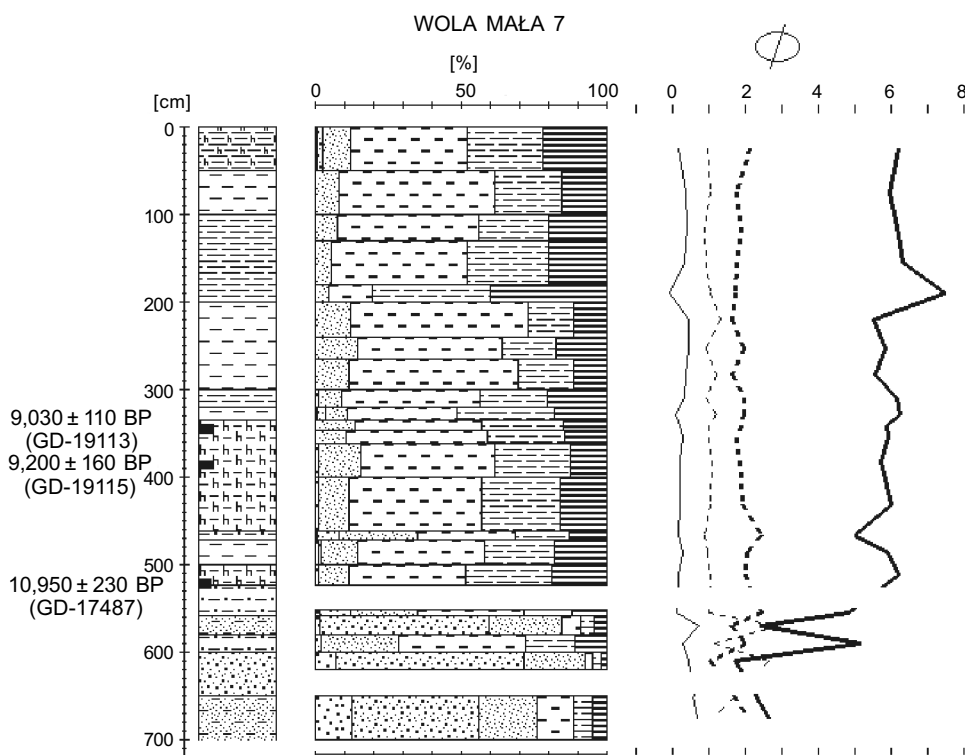 WOLA MAŁA 7
[%]
[cm]
0 50 100
0 2 4 6 8
0
100
200
300
9,030 ± 110 BP
(GD-19113)
9,200 ± 160 BP
(GD-19115)
400
500
10,950 ± 230 BP
(GD-17487)
600
700